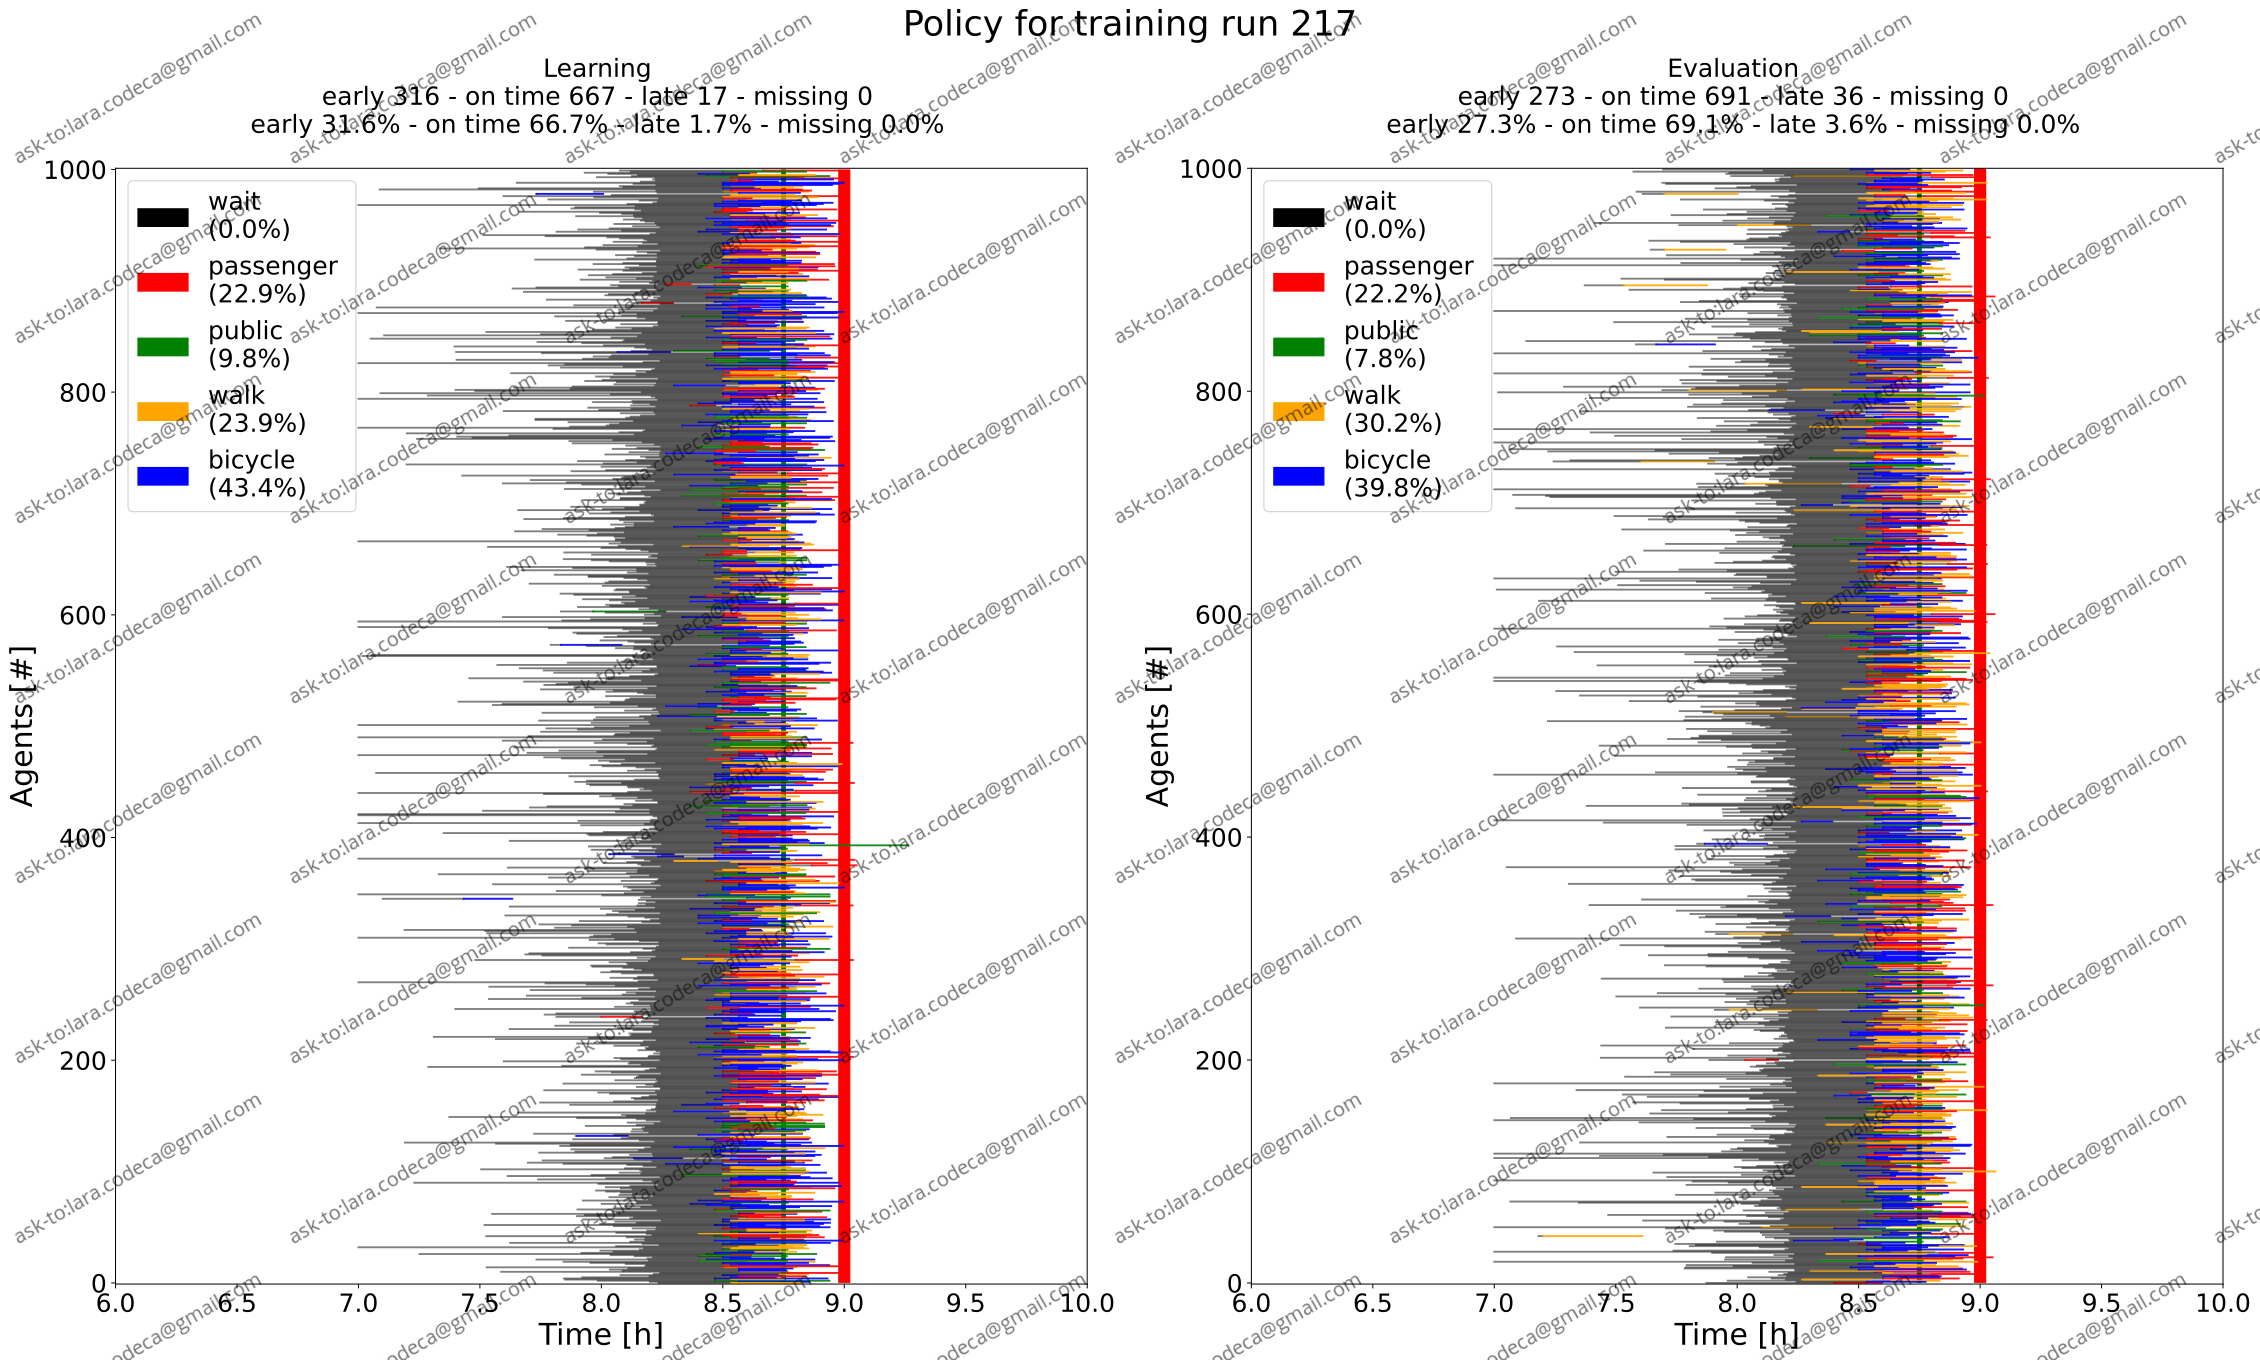 Policy for training run 217
Learning
early 316 - on time 667 - late 17 - missing 0
early 31.6% - on time 66.7% - late 1.7% - missing 0.0%
1000
800
600
400
200
0
Agents [#]
wait
(0.0%)
passenger
(22.9%)
public
(9.8%)
walk
(23.9%)
bicycle
(43.4%)
6.0 6.5 7.0 7.5 8.0 8.5 9.0 9.5 10.0
Time [h]
Evaluation
early 273 - on time 691 - late 36 - missing 0
early 27.3% - on time 69.1% - late 3.6% - missing 0.0%
1000
800
600
400
200
0
Agents [#]
wait
(0.0%)
passenger
(22.2%)
public
(7.8%)
walk
(30.2%)
bicycle
(39.8%)
6.0 6.5 7.0 7.5 8.0 8.5 9.0 9.5 10.0
Time [h]
ask-to:lara.codeca@gmail.com